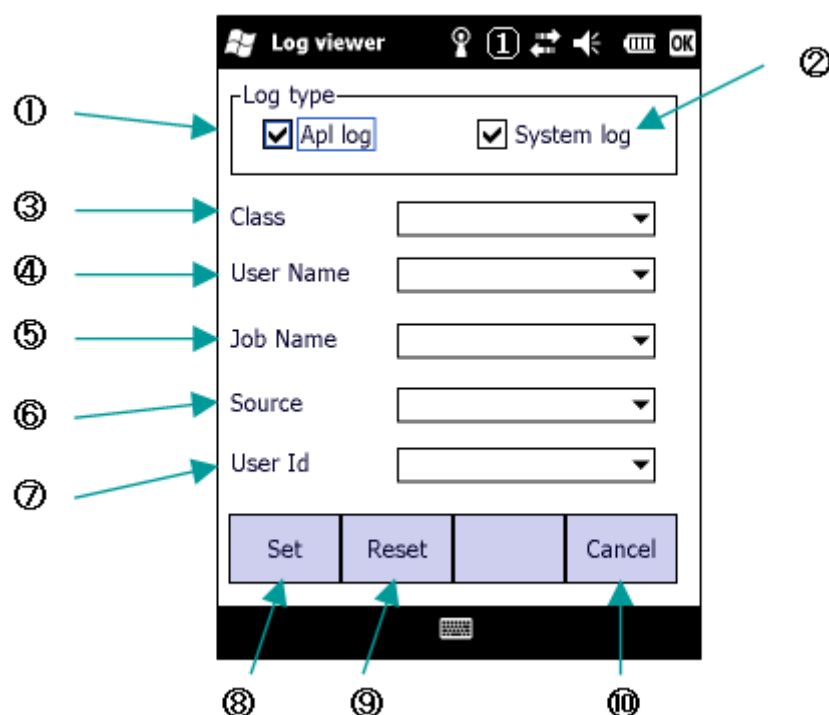 Log viewer ① OK
②
① Log type
Apl log System log
③ Class
④ User Name
⑤ Job Name
⑥ Source
⑦ User Id
Set Reset Cancel
⑧ ⑨ ⑩